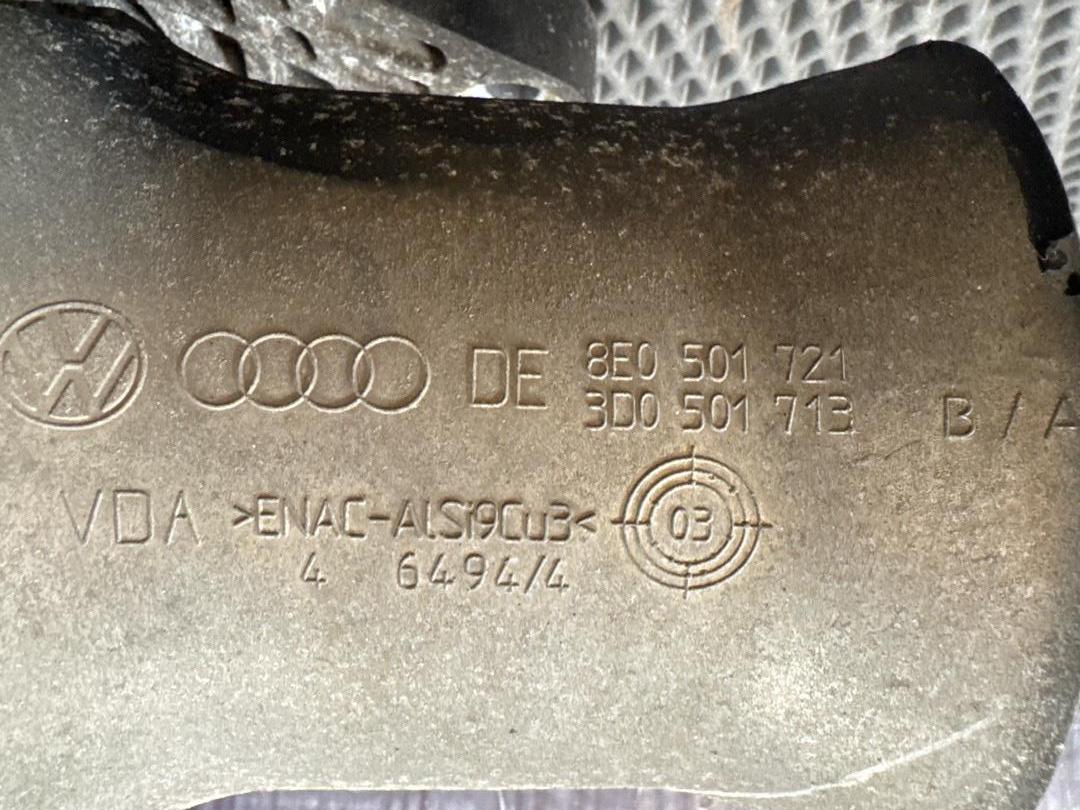 DE 8E0 501 721
3D0 501 713 B / A
VDA >ENAC-AlSi9Cu3< 03
4 6494/4